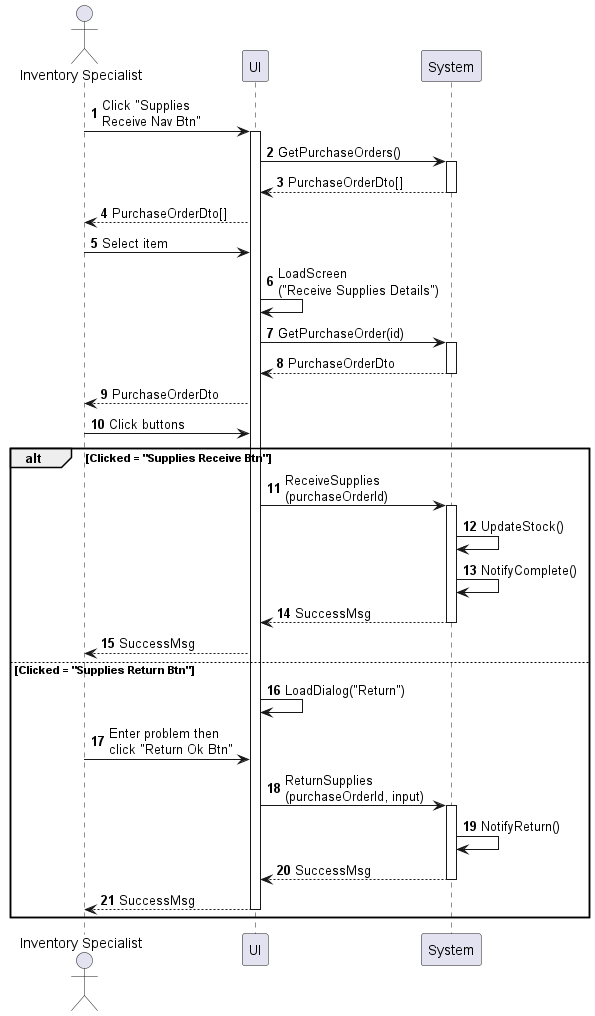 Inventory Specialist
UI
System
1 Click "Supplies
Receive Nav Btn"
2 GetPurchaseOrders()
3 PurchaseOrderDto[]
4 PurchaseOrderDto[]
5 Select item
6 LoadScreen
("Receive Supplies Details")
7 GetPurchaseOrder(id)
8 PurchaseOrderDto
9 PurchaseOrderDto
10 Click buttons
alt [Clicked = "Supplies Receive Btn"]
11 ReceiveSupplies
(purchaseOrderId)
12 UpdateStock()
13 NotifyComplete()
14 SuccessMsg
15 SuccessMsg
[Clicked = "Supplies Return Btn"]
16 LoadDialog("Return")
17 Enter problem then
click "Return Ok Btn"
18 ReturnSupplies
(purchaseOrderId, input)
19 NotifyReturn()
20 SuccessMsg
21 SuccessMsg
Inventory Specialist
UI
System